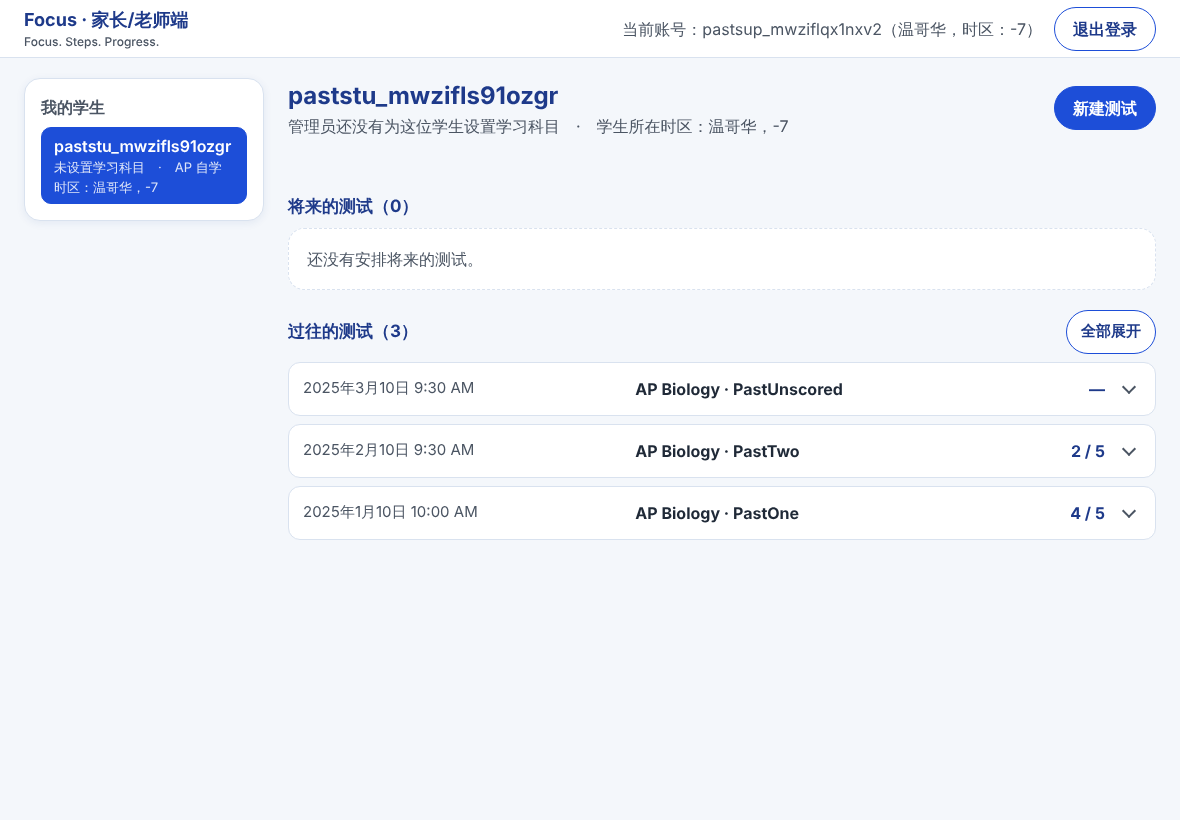 Focus · 家长/老师端
Focus. Steps. Progress.
当前账号：pastsup_mwziflqx1nxv2（温哥华，时区：-7）
退出登录
我的学生
paststu_mwzifls91ozgr
未设置学习科目 · AP 自学
时区：温哥华，-7
paststu_mwzifls91ozgr
管理员还没有为这位学生设置学习科目 · 学生所在时区：温哥华，-7
新建测试
将来的测试（0）
还没有安排将来的测试。
过往的测试（3）
全部展开
2025年3月10日 9:30 AM AP Biology · PastUnscored —
2025年2月10日 9:30 AM AP Biology · PastTwo 2 / 5
2025年1月10日 10:00 AM AP Biology · PastOne 4 / 5